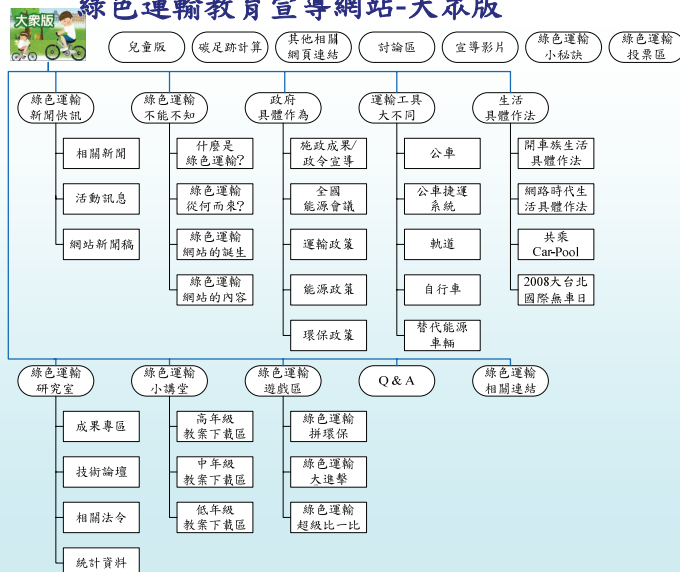 綠色運輸教育宣導網站-大眾版
大眾版
兒童版
碳足跡計算
其他相關
網頁連結
討論區
宣導影片
綠色運輸
小秘訣
綠色運輸
投票區
綠色運輸
新聞快訊
相關新聞
活動訊息
網站新聞稿
綠色運輸
不能不知
什麼是
綠色運輸?
綠色運輸
從何而來?
綠色運輸
網站的誕生
綠色運輸
網站的內容
政府
具體作為
施政成果/
政令宣導
全國
能源會議
運輸政策
能源政策
環保政策
運輸工具
大不同
公車
公車捷運
系統
軌道
自行車
替代能源
車輛
生活
具體作法
開車族生活
具體作法
網路時代生
活具體作法
共乘
Car-Pool
2008大台北
國際無車日
綠色運輸
研究室
成果專區
技術論壇
相關法令
統計資料
綠色運輸
小講堂
高年級
教案下載區
中年級
教案下載區
低年級
教案下載區
綠色運輸
遊戲區
綠色運輸
拼環保
綠色運輸
大進擊
綠色運輸
超級比一比
Q & A
綠色運輸
相關連結